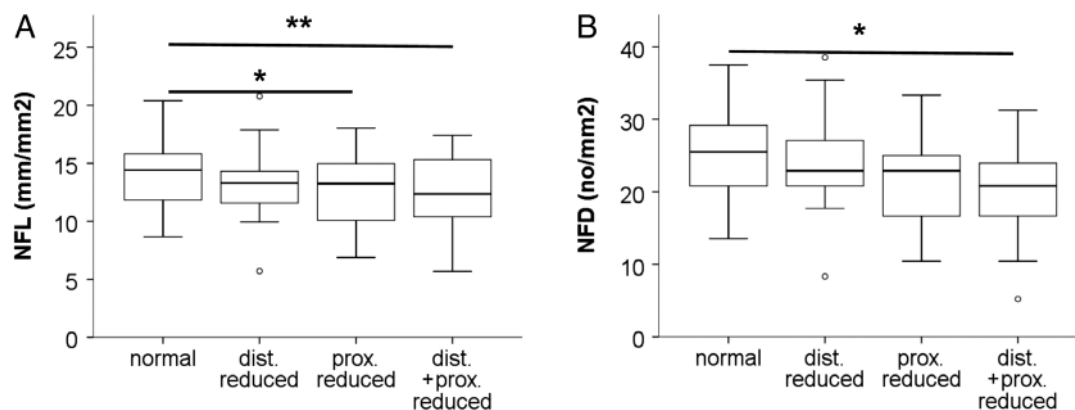 A
NFL (mm/mm2)
25
20
15
10
5
0
**
*
normal
dist.
reduced
prox.
reduced
dist.
+prox.
reduced
B
NFD (no/mm2)
40
30
20
10
0
*
normal
dist.
reduced
prox.
reduced
dist.
+prox.
reduced